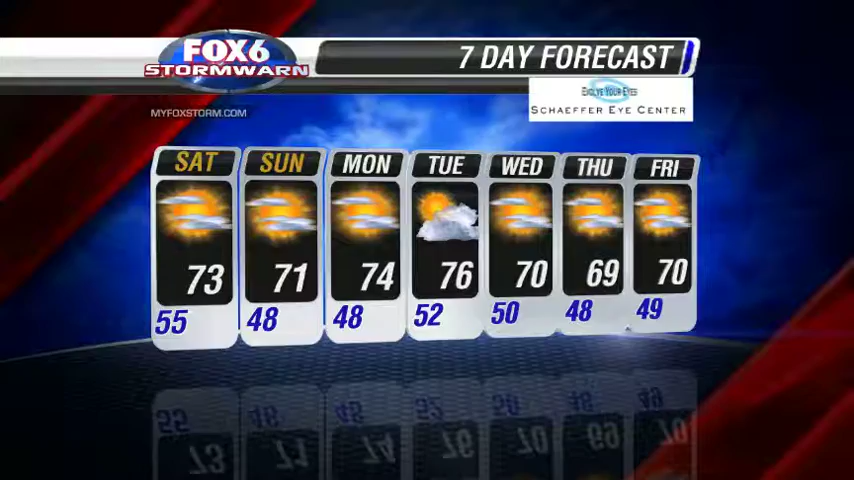 FOX6
STORMWARN
7 DAY FORECAST
MYFOXSTORM.COM
EVOLVE YOUR EYES
SCHAEFFER EYE CENTER
SAT SUN MON TUE WED THU FRI
73 71 74 76 70 69 70
55 48 48 52 50 48 49